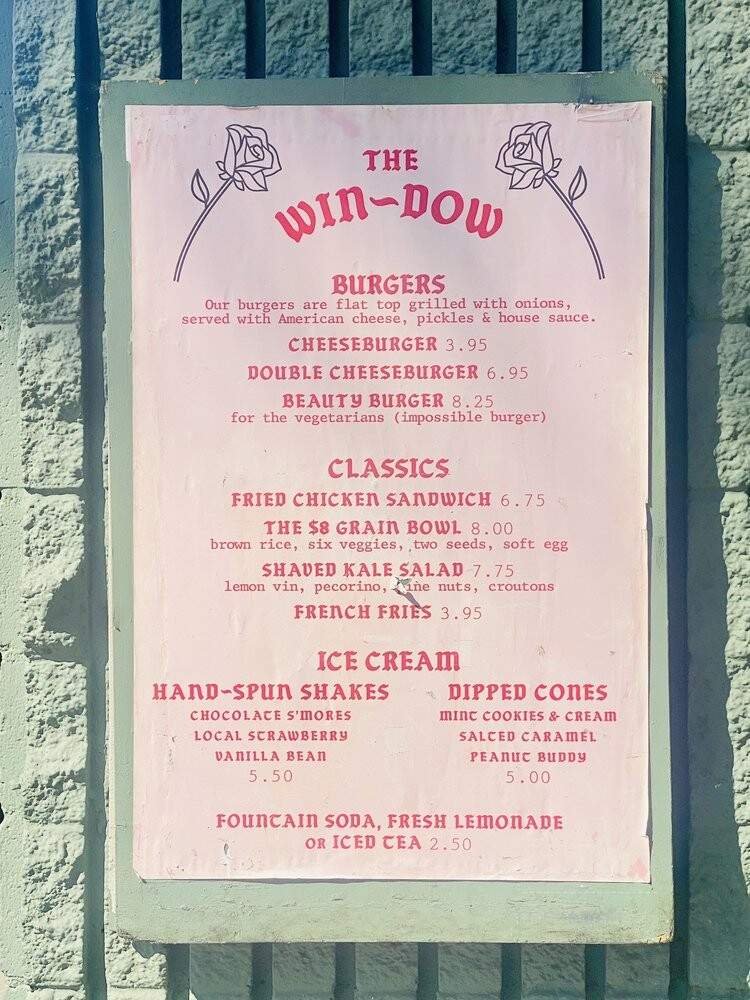 THE
WIN~DOW
BURGERS
Our burgers are flat top grilled with onions,
served with American cheese, pickles & house sauce.
CHEESEBURGER 3.95
DOUBLE CHEESEBURGER 6.95
BEAUTY BURGER 8.25
for the vegetarians (impossible burger)
CLASSICS
FRIED CHICKEN SANDWICH 6.75
THE $8 GRAIN BOWL 8.00
brown rice, six veggies, two seeds, soft egg
SHAVED KALE SALAD 7.75
lemon vin, pecorino, pine nuts, croutons
FRENCH FRIES 3.95
ICE CREAM
HAND-SPUN SHAKES
CHOCOLATE S'MORES
LOCAL STRAWBERRY
VANILLA BEAN
5.50
DIPPED CONES
MINT COOKIES & CREAM
SALTED CARAMEL
PEANUT BUDDY
5.00
FOUNTAIN SODA, FRESH LEMONADE
OR ICED TEA 2.50